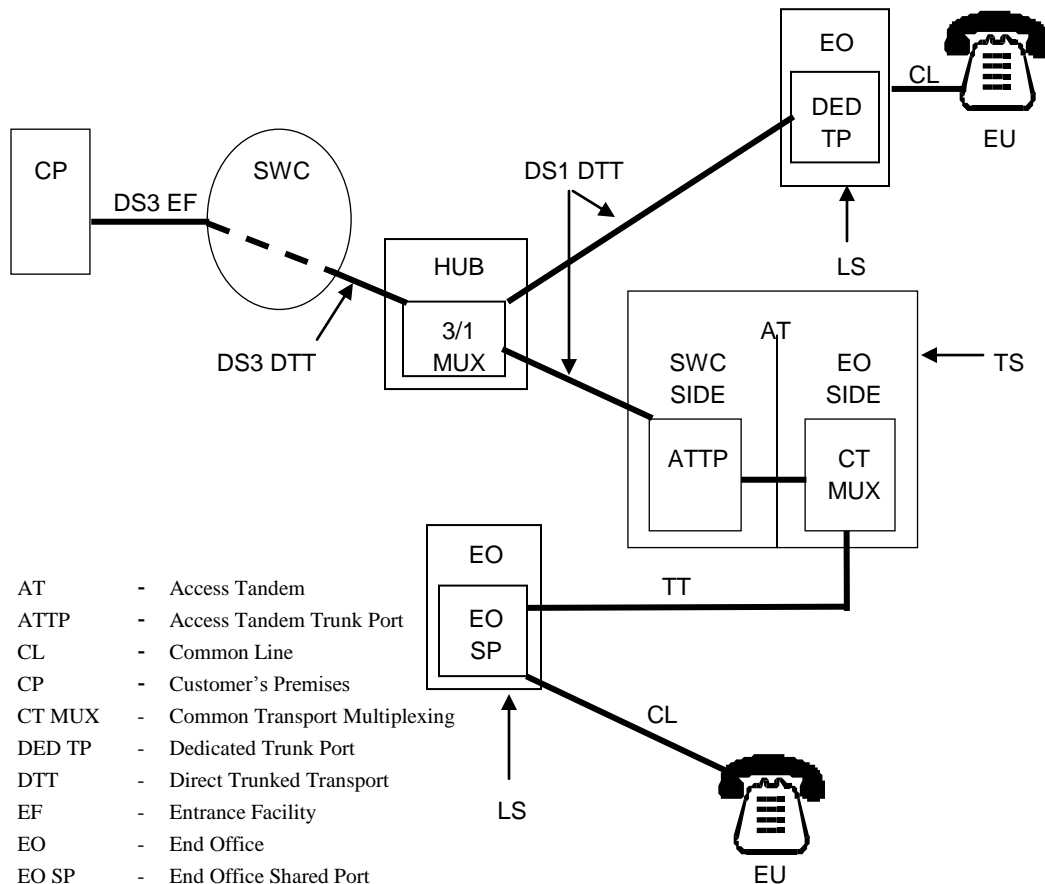 EO
DED
TP
CL
EU
LS
CP
DS3 EF
SWC
DS1 DTT
HUB
3/1
MUX
DS3 DTT
AT
SWC
SIDE
EO
SIDE
TS
ATTP
CT
MUX
TT
EO
EO
SP
LS
CL
EU
AT - Access Tandem
ATTP - Access Tandem Trunk Port
CL - Common Line
CP - Customer's Premises
CT MUX - Common Transport Multiplexing
DED TP - Dedicated Trunk Port
DTT - Direct Trunked Transport
EF - Entrance Facility
EO - End Office
EO SP - End Office Shared Port